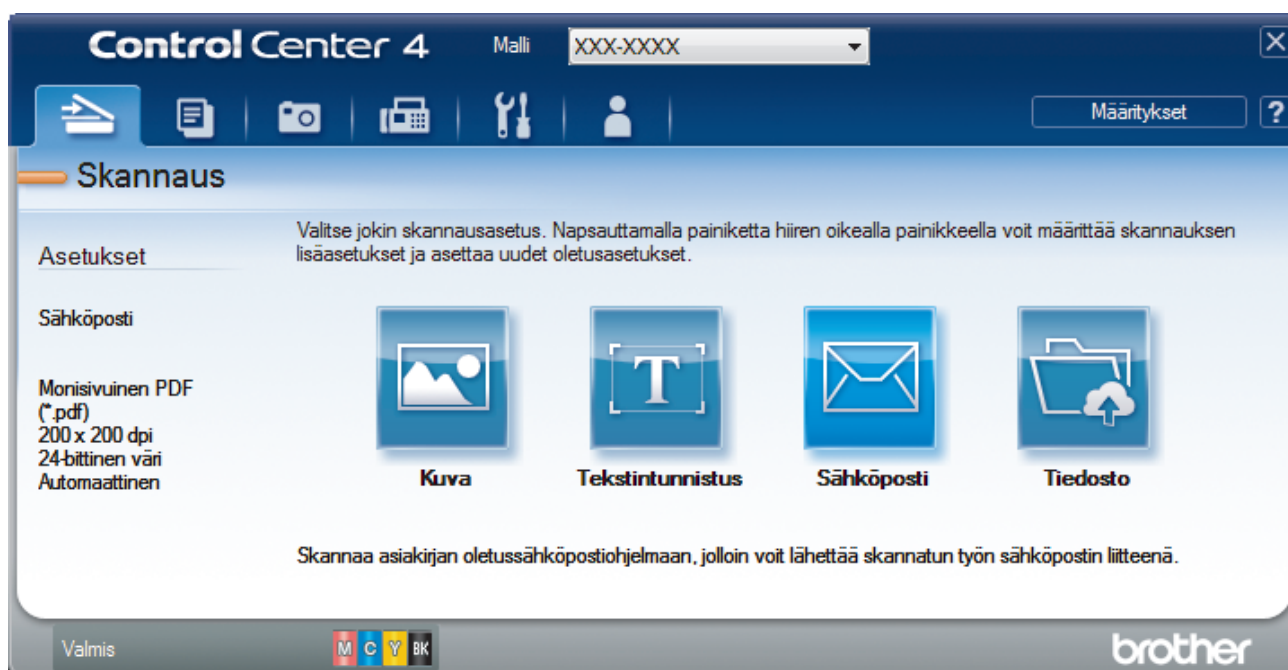 Control Center 4
Malli
XXX-XXXX
X
Määritykset
?
Skannaus
Asetukset
Sähköposti
Monisivuinen PDF
(*.pdf)
200 x 200 dpi
24-bittinen väri
Automaattinen
Valitse jokin skannausasetus. Napsauttamalla painiketta hiiren oikealla painikkeella voit määrittää skannauksen
lisäasetukset ja asettaa uudet oletusasetukset.
T
Kuva
Tekstintunnistus
Sähköposti
Tiedosto
Skannaa asiakirjan oletussähköpostiohjelmaan, jolloin voit lähettää skannatun työn sähköpostin liitteenä.
Valmis
M C Y BK
brother